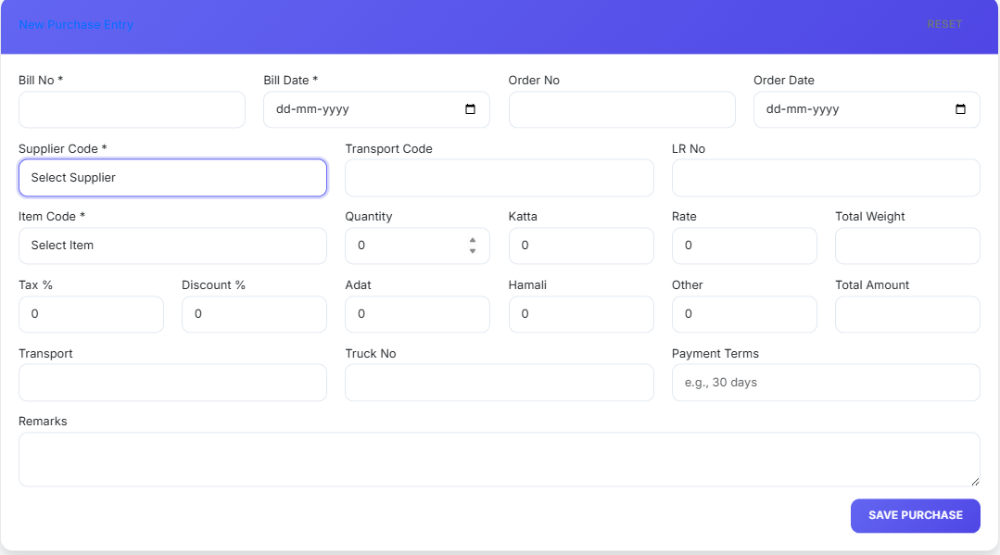 New Purchase Entry RESET
Bill No * Bill Date * Order No Order Date
dd-mm-yyyy dd-mm-yyyy
Supplier Code * Transport Code LR No
Select Supplier
Item Code * Quantity Katta Rate Total Weight
Select Item 0 0 0
Tax % Discount % Adat Hamali Other Total Amount
0 0 0 0 0
Transport Truck No Payment Terms
e.g., 30 days
Remarks
SAVE PURCHASE